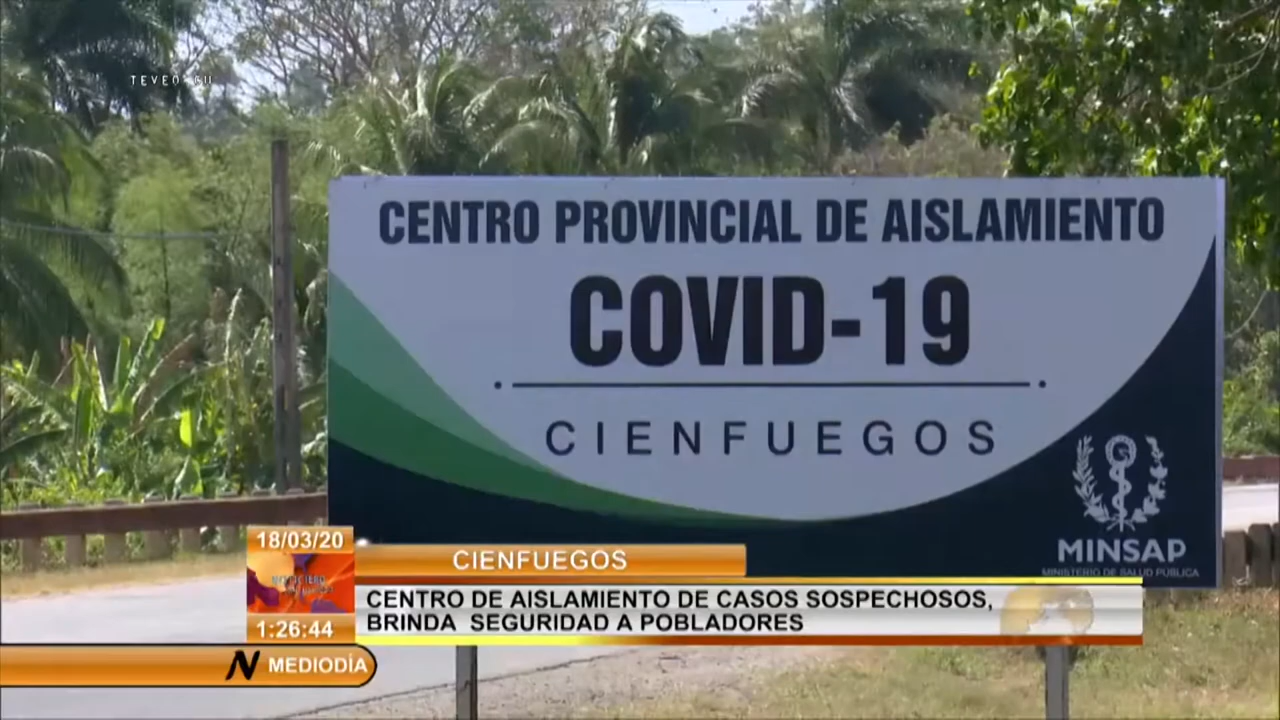 TEVEO.CU
CENTRO PROVINCIAL DE AISLAMIENTO
COVID-19
CIENFUEGOS
MINSAP
MINISTERIO DE SALUD PÚBLICA
18/03/20
CIENFUEGOS
NOTICIERO
CENTRO DE AISLAMIENTO DE CASOS SOSPECHOSOS,
BRINDA SEGURIDAD A POBLADORES
1:26:44
N MEDIODÍA